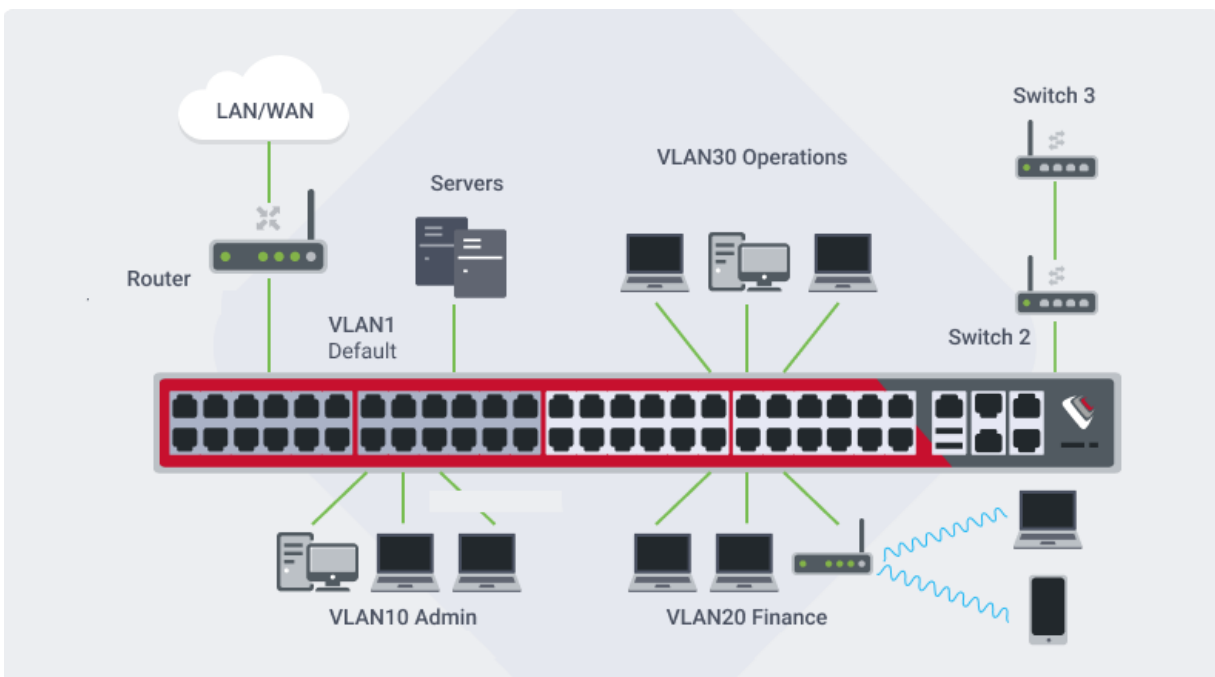 LAN/WAN
Switch 3
VLAN30 Operations
Servers
Router
VLAN1
Default
Switch 2
VLAN10 Admin
VLAN20 Finance